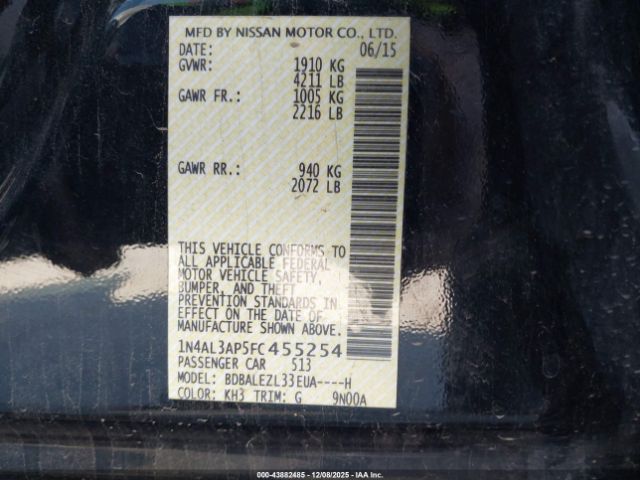 MFD BY NISSAN MOTOR CO., LTD.
DATE: 06/15
GVWR: 1910 KG
4211 LB
GAWR FR.: 1005 KG
2216 LB
GAWR RR.: 940 KG
2072 LB
THIS VEHICLE CONFORMS TO
ALL APPLICABLE FEDERAL
MOTOR VEHICLE SAFETY,
BUMPER, AND THEFT
PREVENTION STANDARDS IN
EFFECT ON THE DATE OF
MANUFACTURE SHOWN ABOVE.
1N4AL3AP5FC455254
PASSENGER CAR 513
MODEL: BDBALEZL33EUA----H
COLOR: KH3 TRIM: G 9N00A
000-43882485 - 12/08/2025 - IAA Inc.